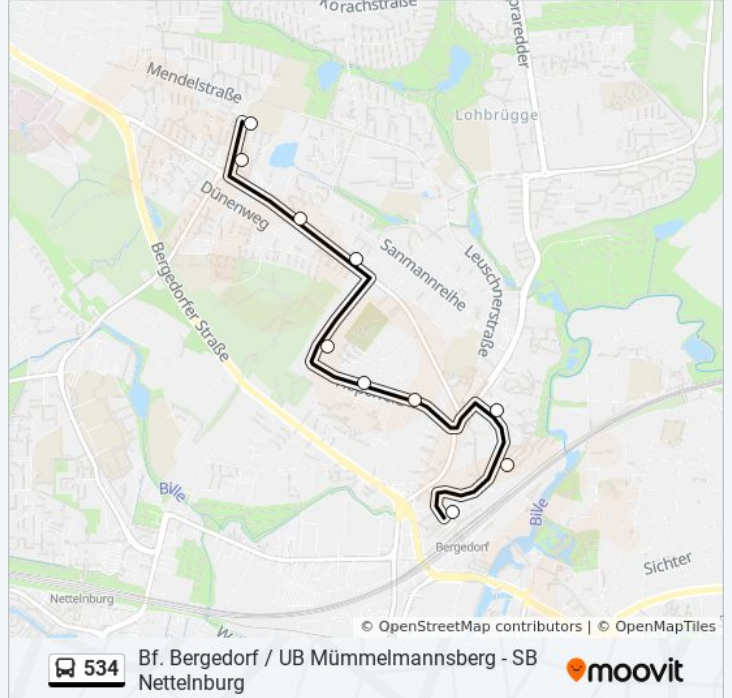 Korachstraße
Mendelstraße
Lohbrügge
Dünenweg
Sanmannreihe
Leuschnerstraße
Bergedorfer Straße
Bille
Bille
Bergedorf
Sichter
Nettelnburg
© OpenStreetMap contributors | © OpenMapTiles
534
Bf. Bergedorf / UB Mümmelmannsberg - SB
Nettelnburg
moovit